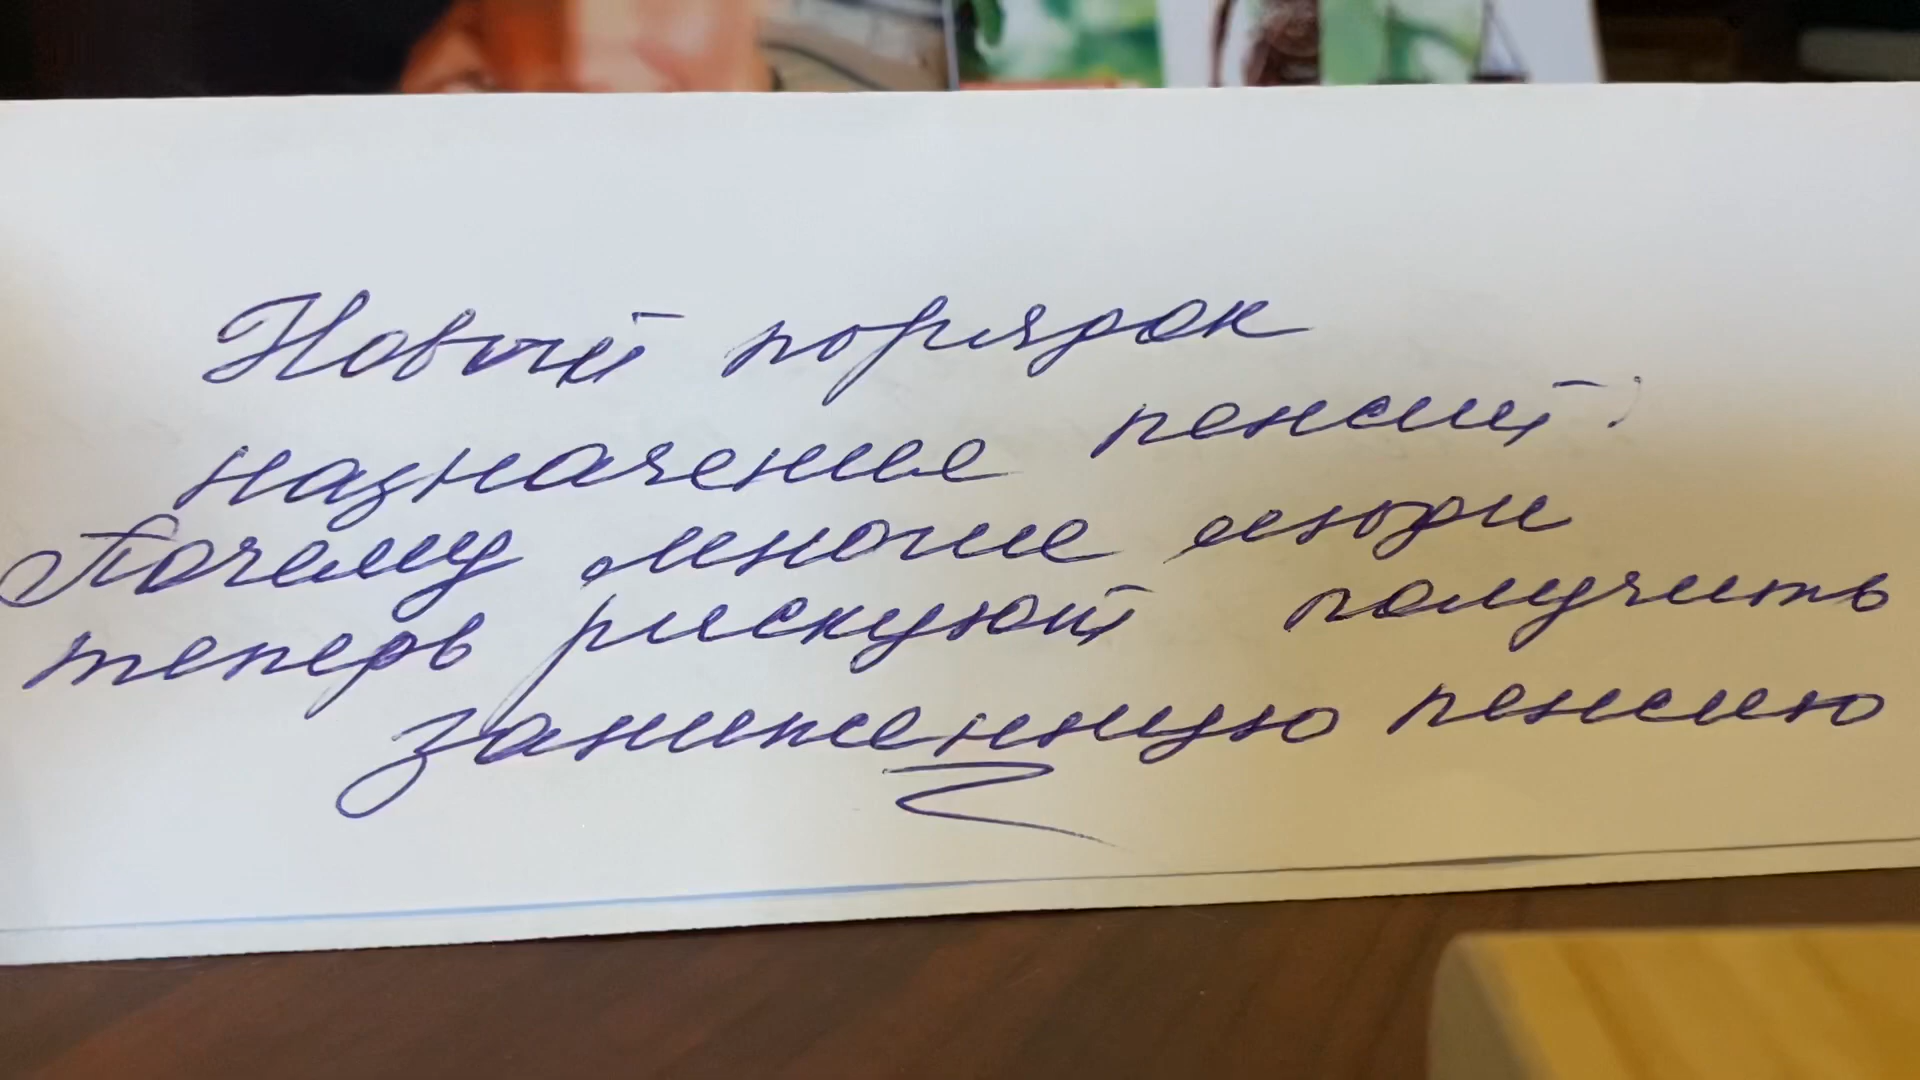 Новый порядок
назначение пенсий:
Почему многие люди
теперь рискуют получить
заниженную пенсию